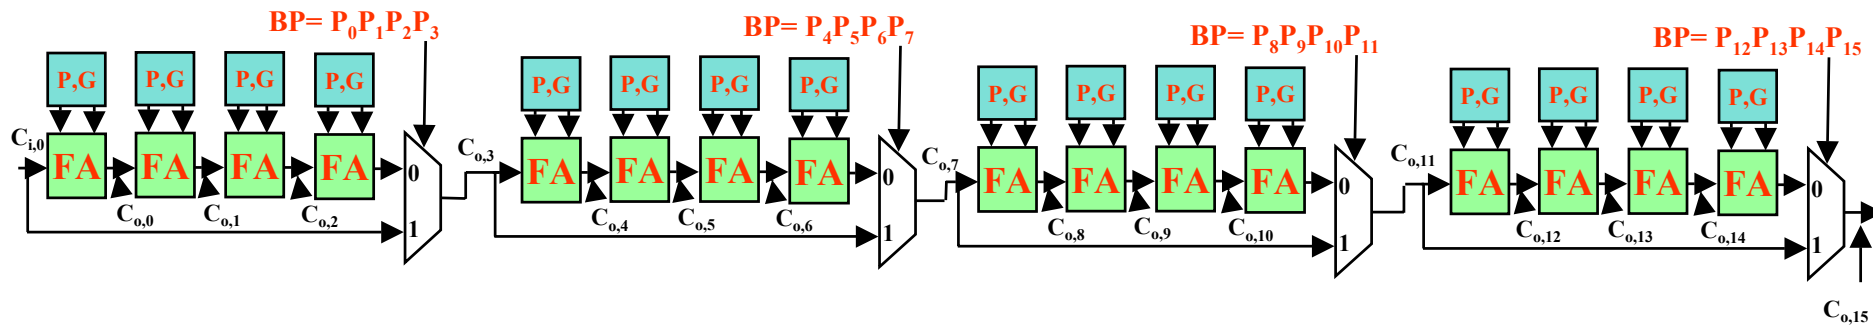 BP= P0P1P2P3
BP= P4P5P6P7
BP= P8P9P10P11
BP= P12P13P14P15
P,G P,G P,G P,G
P,G P,G P,G P,G
P,G P,G P,G P,G
P,G P,G P,G P,G
Ci,0
FA FA FA FA
0
1
Co,0 Co,1 Co,2
Co,3
FA FA FA FA
0
1
Co,4 Co,5 Co,6
Co,7
FA FA FA FA
0
1
Co,8 Co,9 Co,10
Co,11
FA FA FA FA
0
1
Co,12 Co,13 Co,14
Co,15